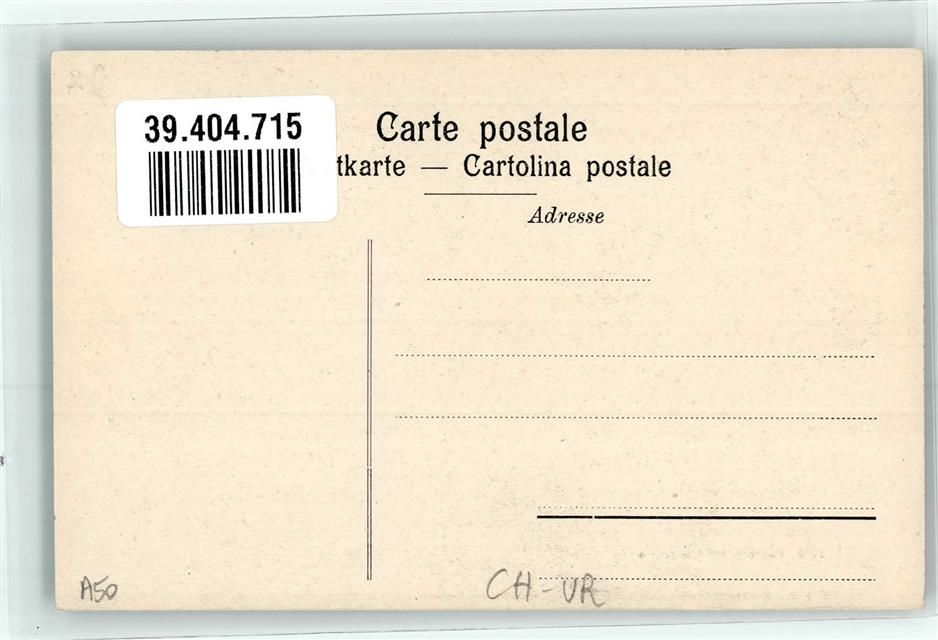 39.404.715
Carte postale
tkarte — Cartolina postale
Adresse
A50
CH-UR